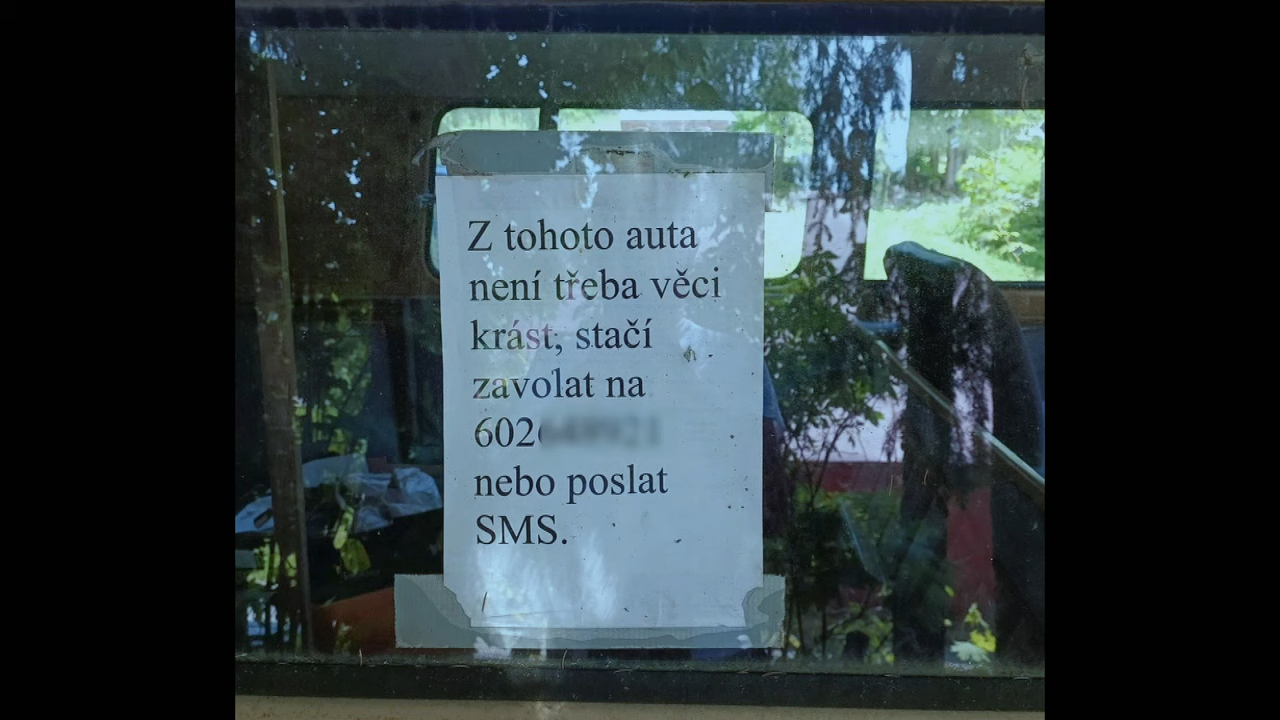 Z tohoto auta
není třeba věci
krást, stačí
zavolat na
602
nebo poslat
SMS.